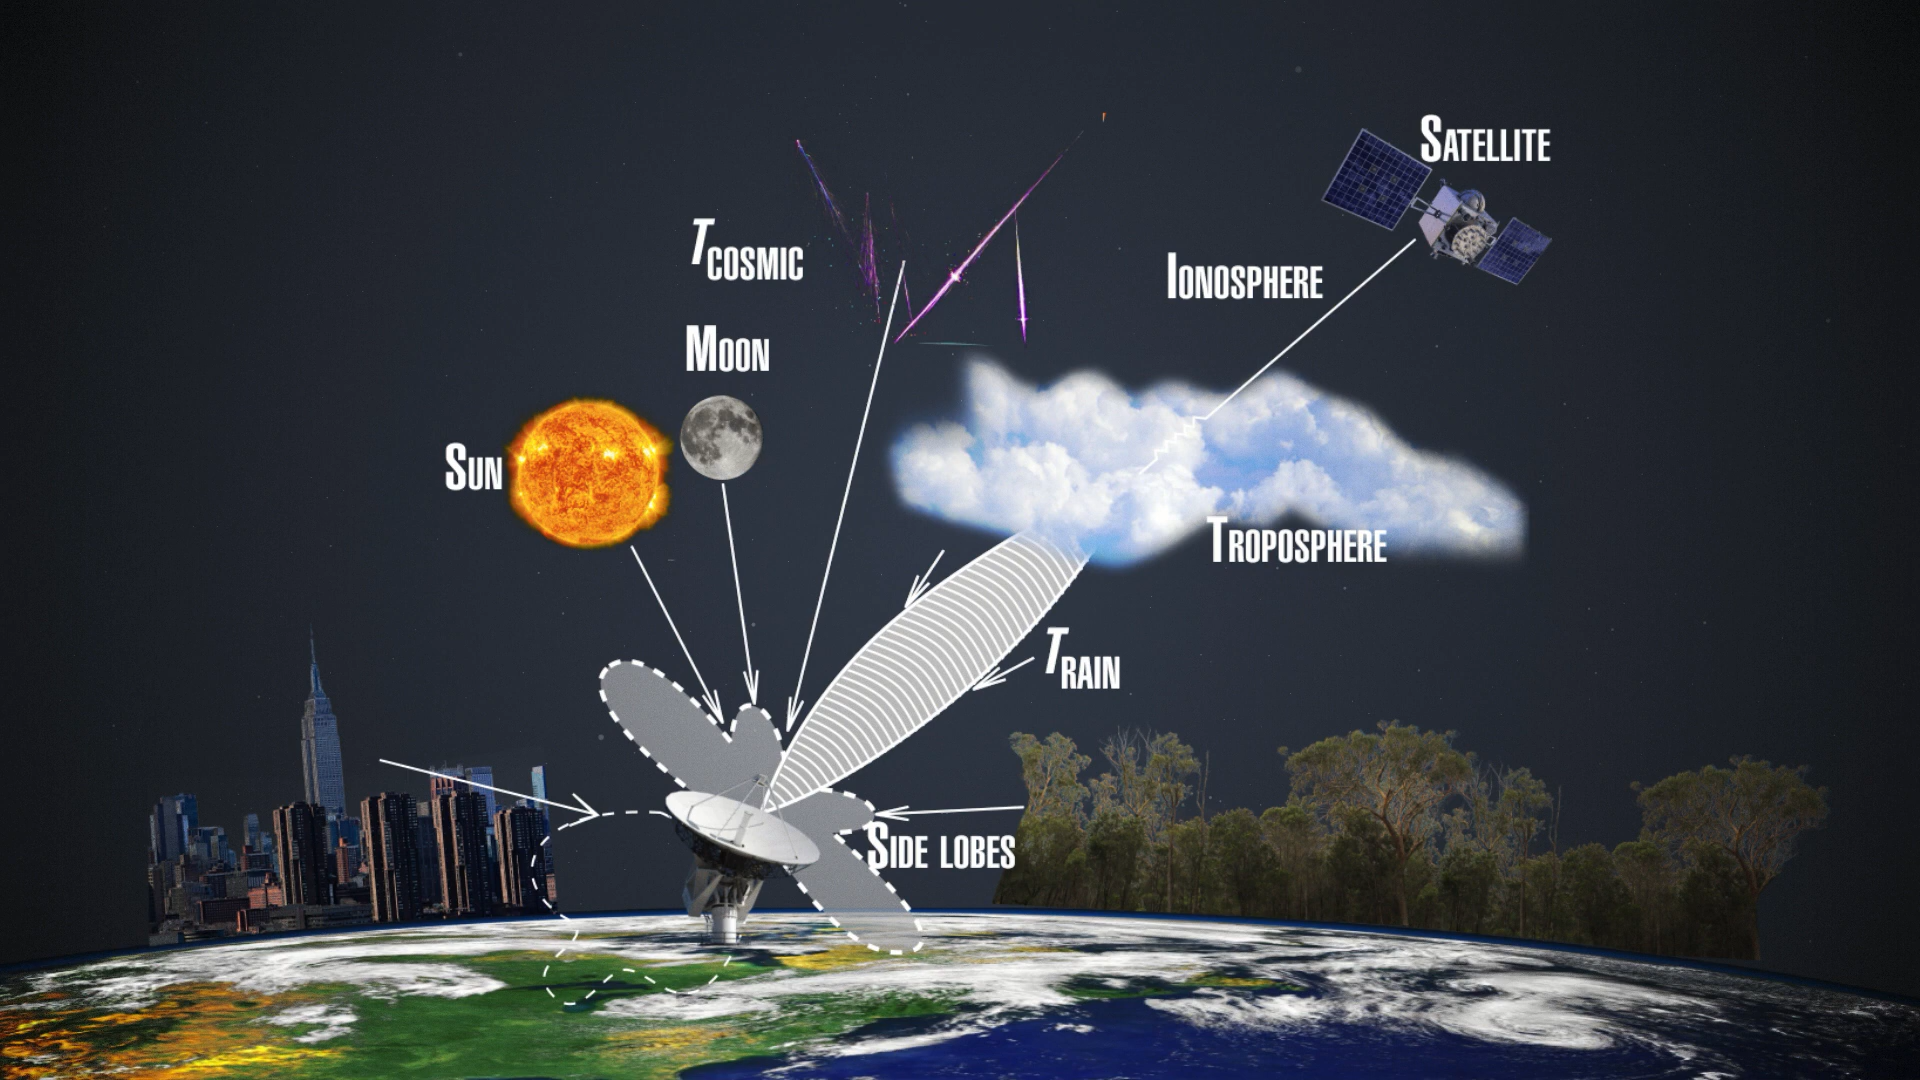 Satellite
Tcosmic
Ionosphere
Moon
Sun
Troposphere
Train
Side lobes